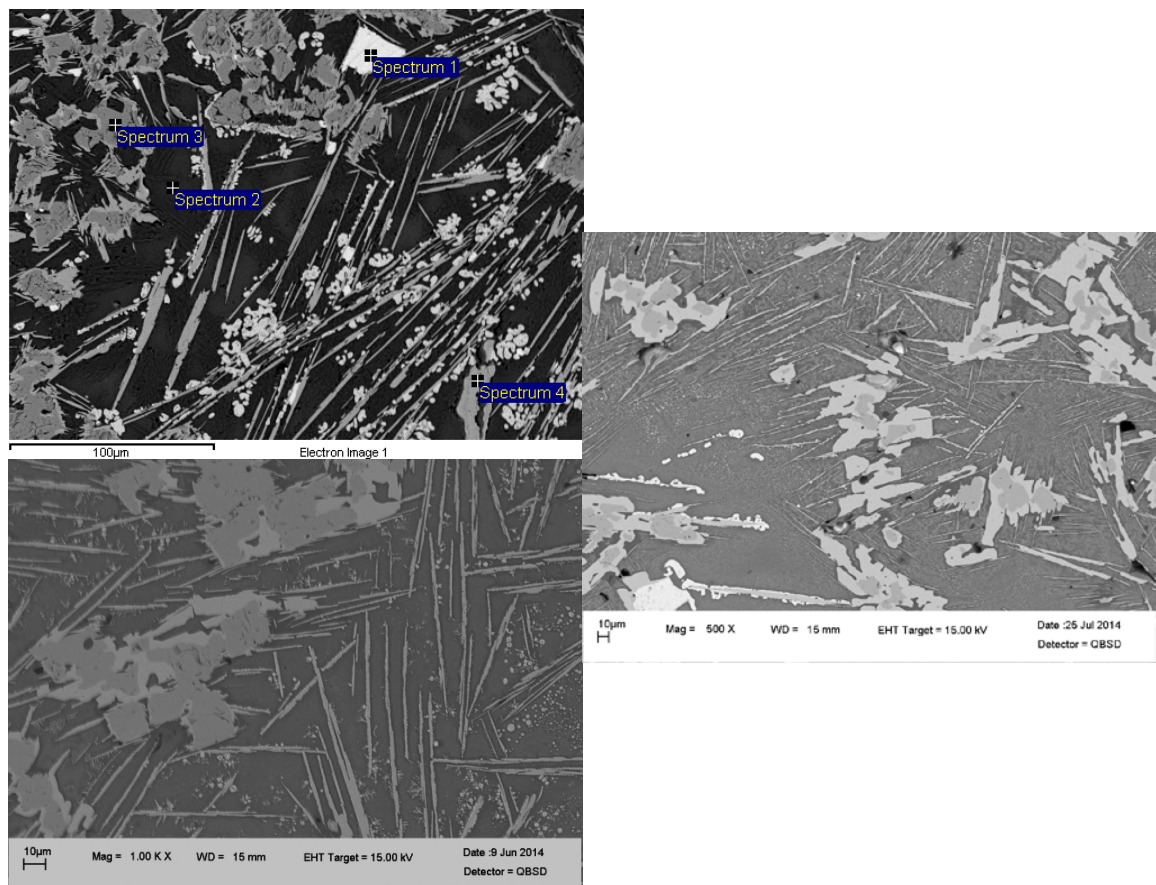 Spectrum 1
Spectrum 3
Spectrum 2
Spectrum 4
100µm Electron Image 1
10µm Mag = 500 X WD = 15 mm EHT Target = 15.00 kV Date :25 Jul 2014
Detector = QBSD
10µm Mag = 1.00 K X WD = 15 mm EHT Target = 15.00 kV Date :9 Jun 2014
Detector = QBSD